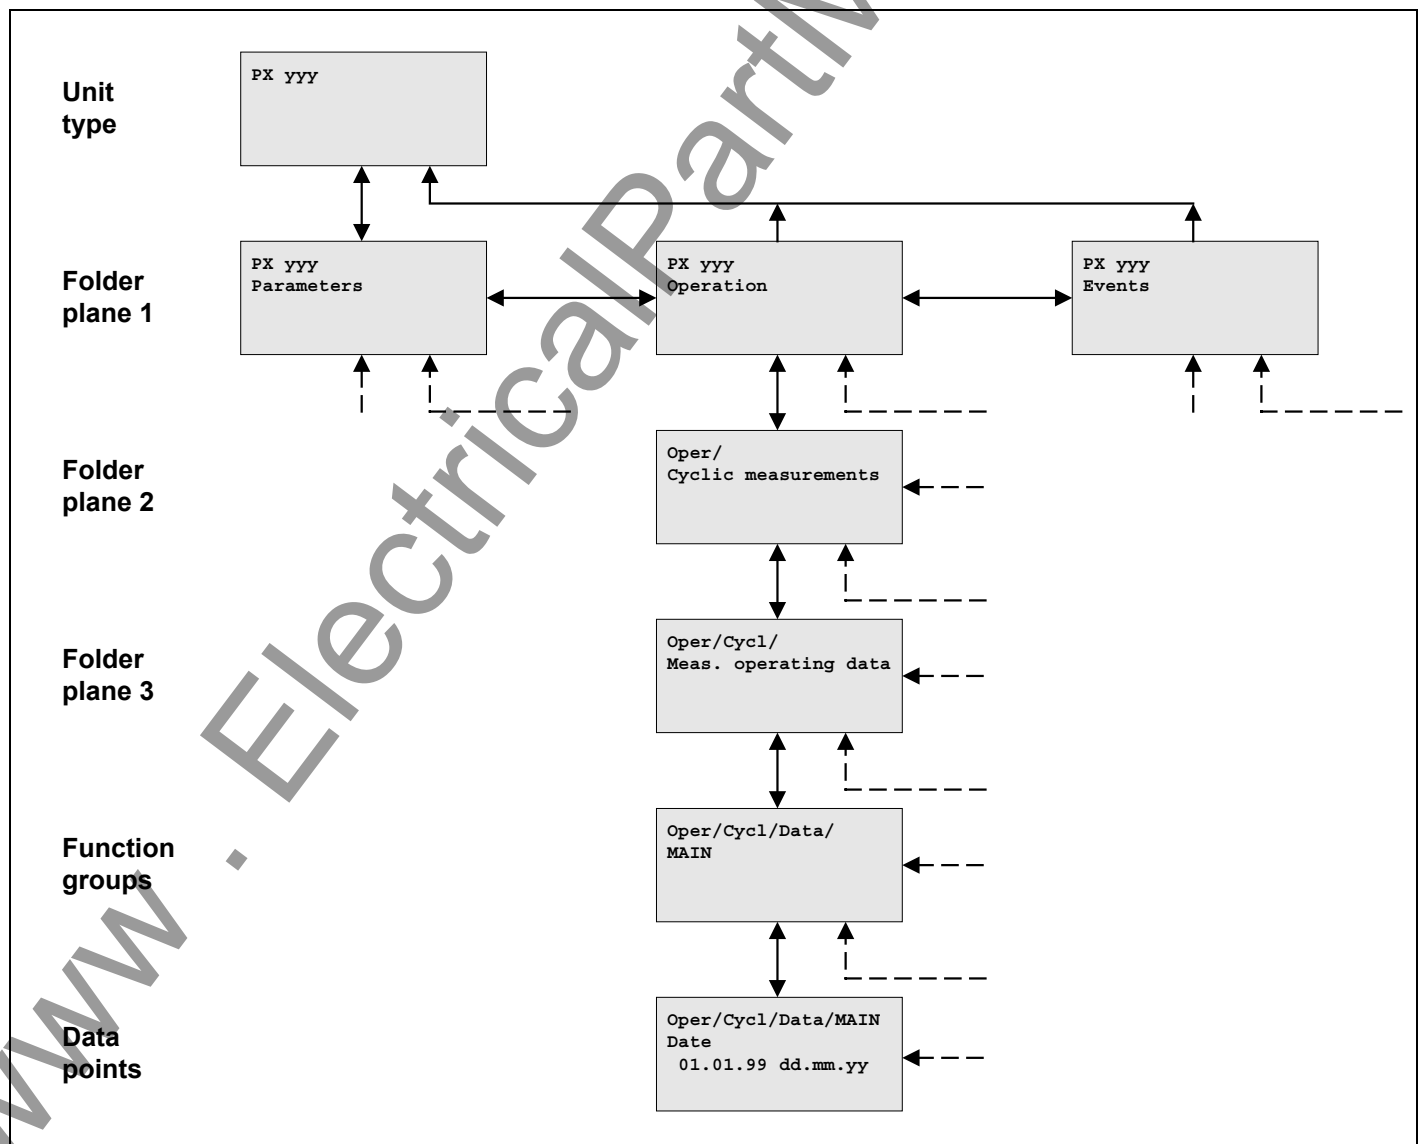 Unit
type
PX yyy
Folder
plane 1
PX yyy
Parameters
PX yyy
Operation
PX yyy
Events
Folder
plane 2
Oper/
Cyclic measurements
Folder
plane 3
Oper/Cycl/
Meas. operating data
Function
groups
Oper/Cycl/Data/
MAIN
Data
points
Oper/Cycl/Data/MAIN
Date
01.01.99 dd.mm.yy
www . ElectricalPartM